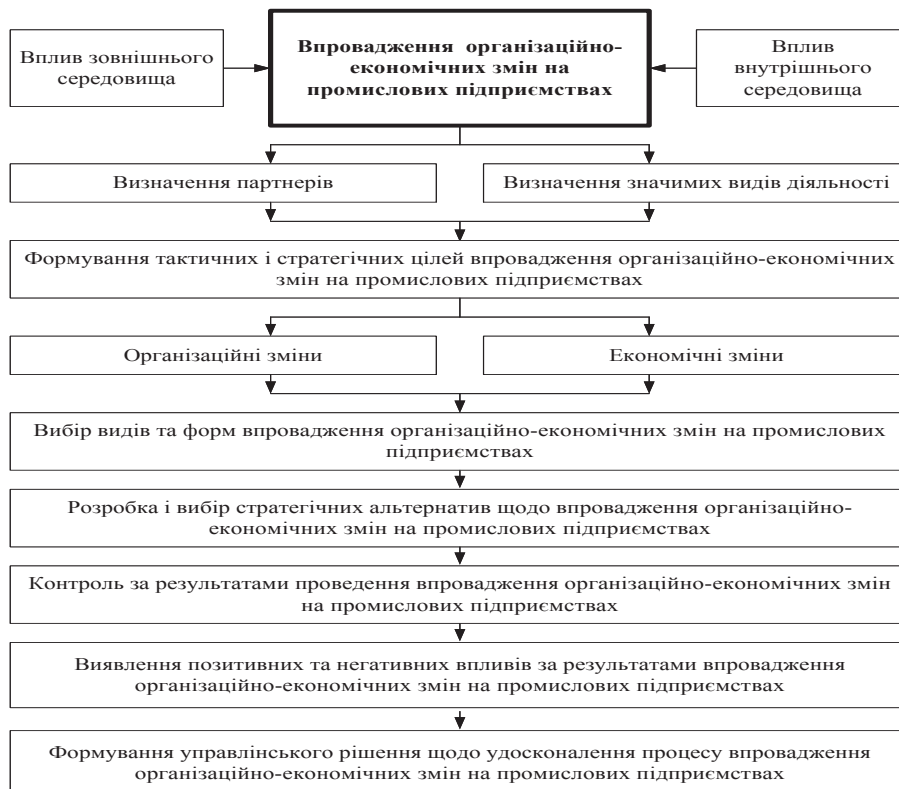 Вплив зовнішнього
середовища
Впровадження організаційно-
економічних змін на
промислових підприємствах
Вплив
внутрішнього
середовища
Визначення партнерів
Визначення значимих видів діяльності
Формування тактичних і стратегічних цілей впровадження організаційно-економічних
змін на промислових підприємствах
Організаційні зміни
Економічні зміни
Вибір видів та форм впровадження організаційно-економічних змін на промислових
підприємствах
Розробка і вибір стратегічних альтернатив щодо впровадження організаційно-
економічних змін на промислових підприємствах
Контроль за результатами проведення впровадження організаційно-економічних змін
на промислових підприємствах
Виявлення позитивних та негативних впливів за результатами впровадження
організаційно-економічних змін на промислових підприємствах
Формування управлінського рішення щодо удосконалення процесу впровадження
організаційно-економічних змін на промислових підприємствах